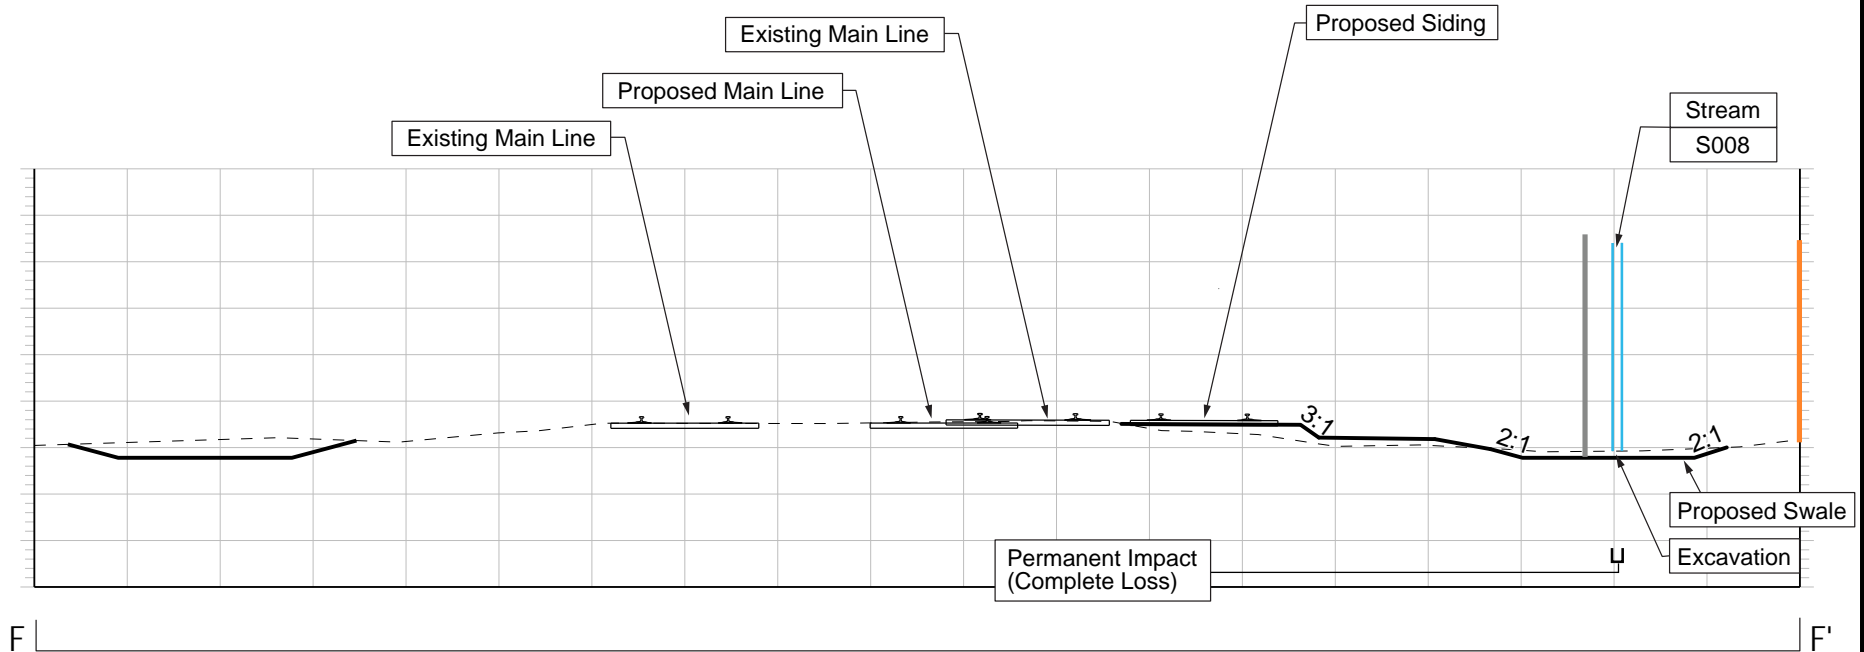 Existing Main Line
Proposed Siding
Proposed Main Line
Existing Main Line
Stream
S008
3:1
2:1
2:1
Proposed Swale
Permanent Impact
(Complete Loss)
Excavation
F
F'